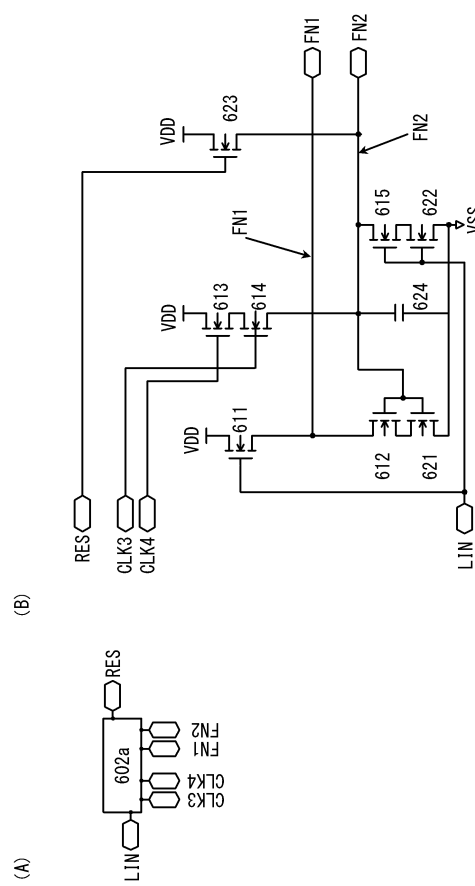 (B)
RES
CLK3
CLK4
LIN
VDD
611
VDD
613
614
VDD
623
FN1
FN2
FN1
FN2
612
621
624
615
622
VSS
(A)
LIN
602a
RES
CLK3
CLK4
FN1
FN2